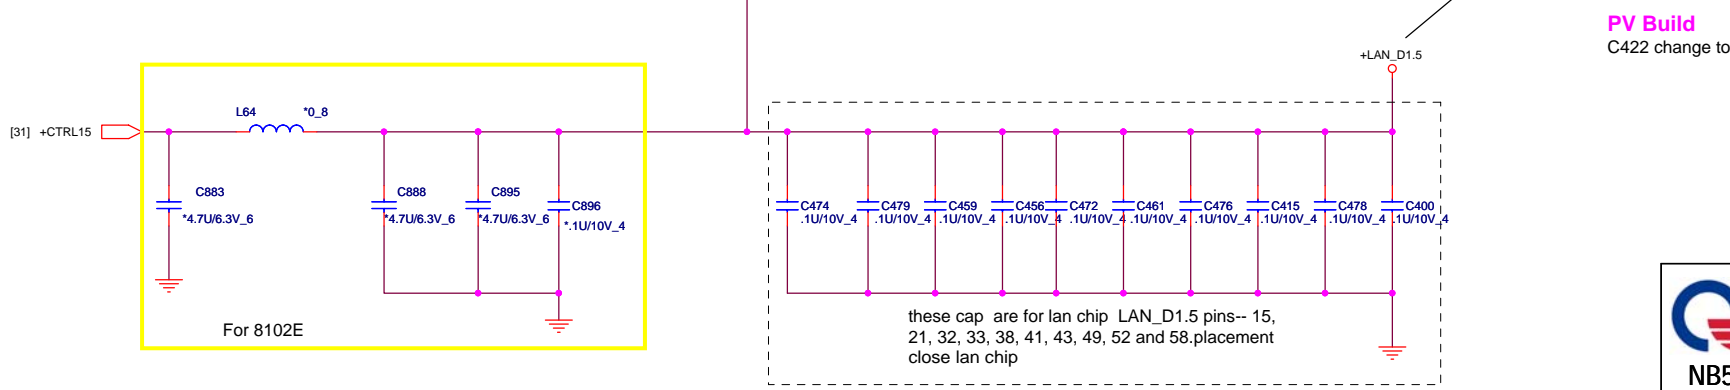 PV Build
C422 change to
+LAN_D1.5
L64 *0_8
[31] +CTRL15
C883
*4.7U/6.3V_6
C888
*4.7U/6.3V_6
C895
*4.7U/6.3V_6
C896
*.1U/10V_4
C474
.1U/10V_4
C479
.1U/10V_4
C459
.1U/10V_4
C456
.1U/10V_4
C472
.1U/10V_4
C461
.1U/10V_4
C476
.1U/10V_4
C415
.1U/10V_4
C478
.1U/10V_4
C400
.1U/10V_4
For 8102E
these cap are for lan chip LAN_D1.5 pins-- 15,
21, 32, 33, 38, 41, 43, 49, 52 and 58.placement
close lan chip
NB5